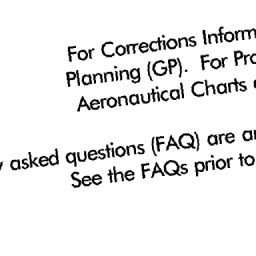 For Corrections Inform
Planning (GP). For Pro
Aeronautical Charts
asked questions (FAQ) are
See the FAQs prior to